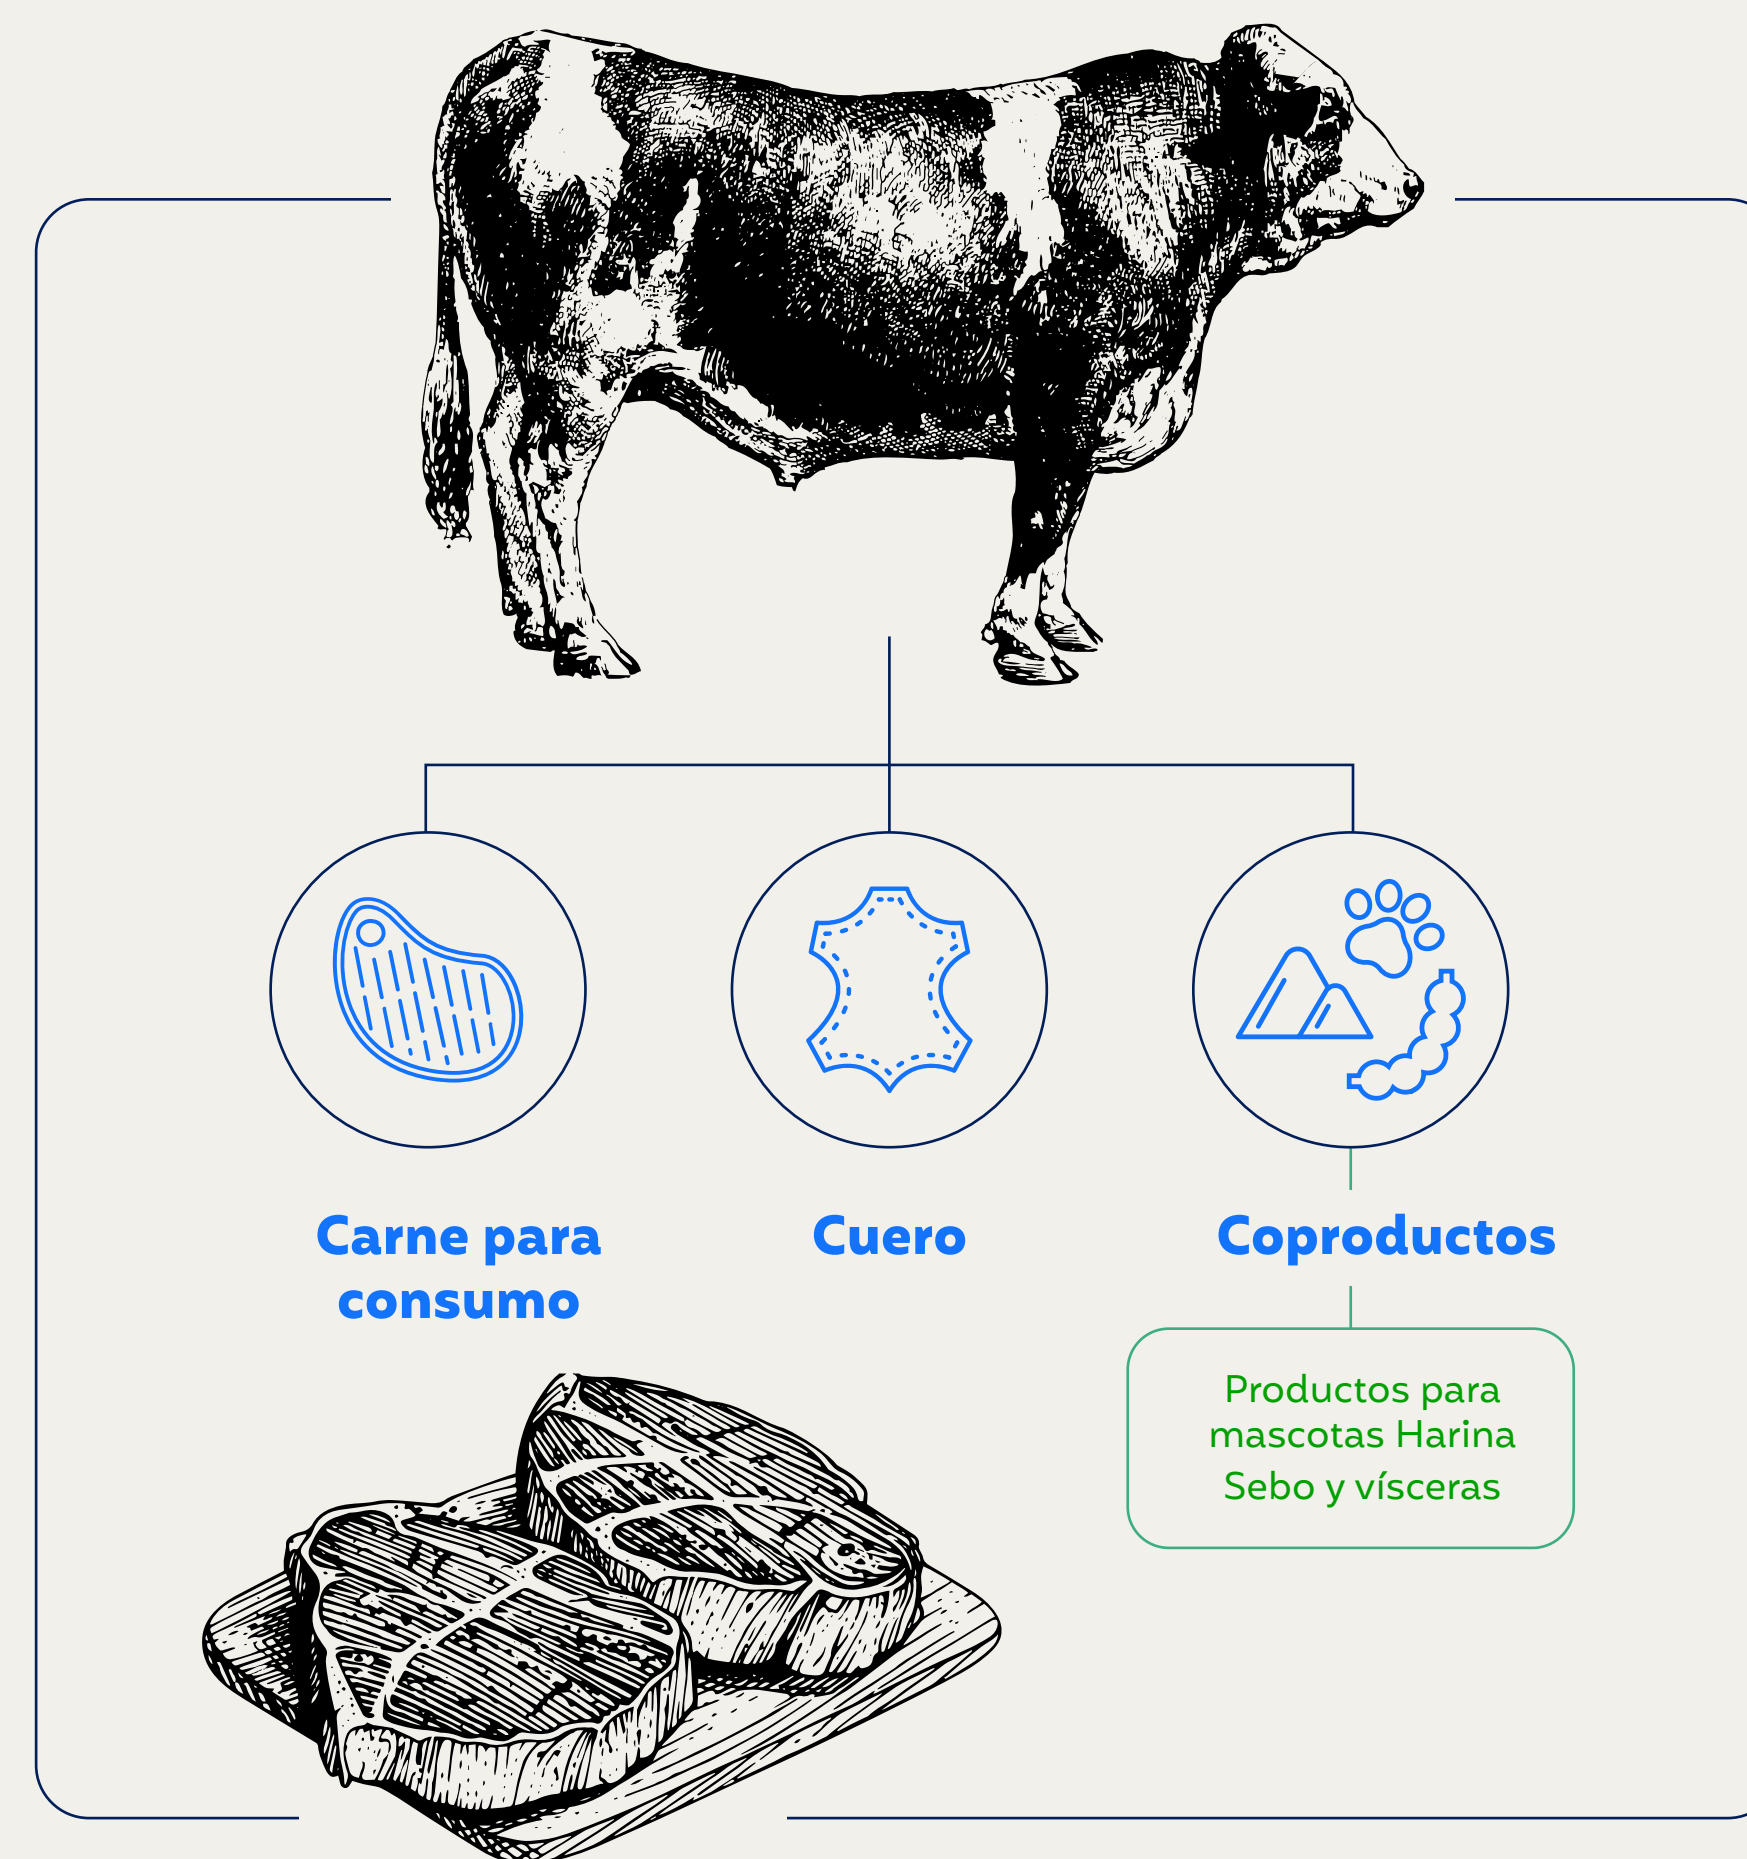 Carne para
consumo
Cuero
Coproductos
Productos para
mascotas Harina
Sebo y vísceras